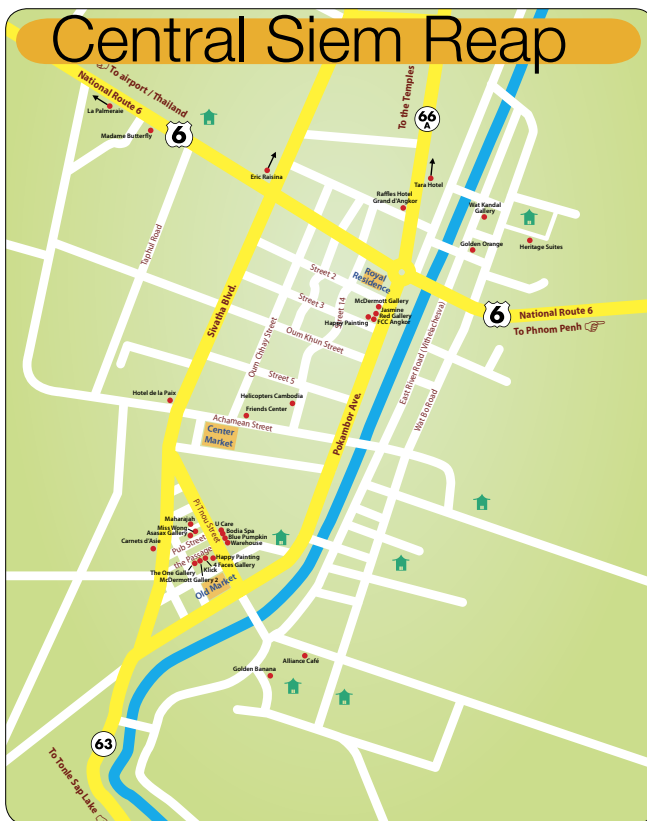 Central Siem Reap
To airport / Thailand
National Route 6
La Palmeraie
Madame Butterfly
6
To the Temples
66
A
Eric Raisina
Tara Hotel
Raffles Hotel
Grand d'Angkor
Wat Kandal
Gallery
Golden Orange
Heritage Suites
Taphul Road
Sivatha Blvd.
Street 2
Royal
Residence
Street 3
Street 14
McDermott Gallery
Jasmine
Red Gallery
Happy Painting
FCC Angkor
6
National Route 6
To Phnom Penh
Oum Khun Street
Oum Chhay Street
Street 5
East River Road (Vithelachesva)
Wat Bo Road
Pokambor Ave.
Hotel de la Paix
Helicopters Cambodia
Friends Center
Achamean Street
Center
Market
Pi Tnou Street
Maharajah
Miss Wong
Asasax Gallery
Carnets d'Asie
U Care
Bodia Spa
Blue Pumpkin
Warehouse
Pub Street
the Passage
Happy Painting
4 Faces Gallery
Klick
The One Gallery
McDermott Gallery 2
Old Market
Alliance Café
Golden Banana
63
To Tonle Sap Lake